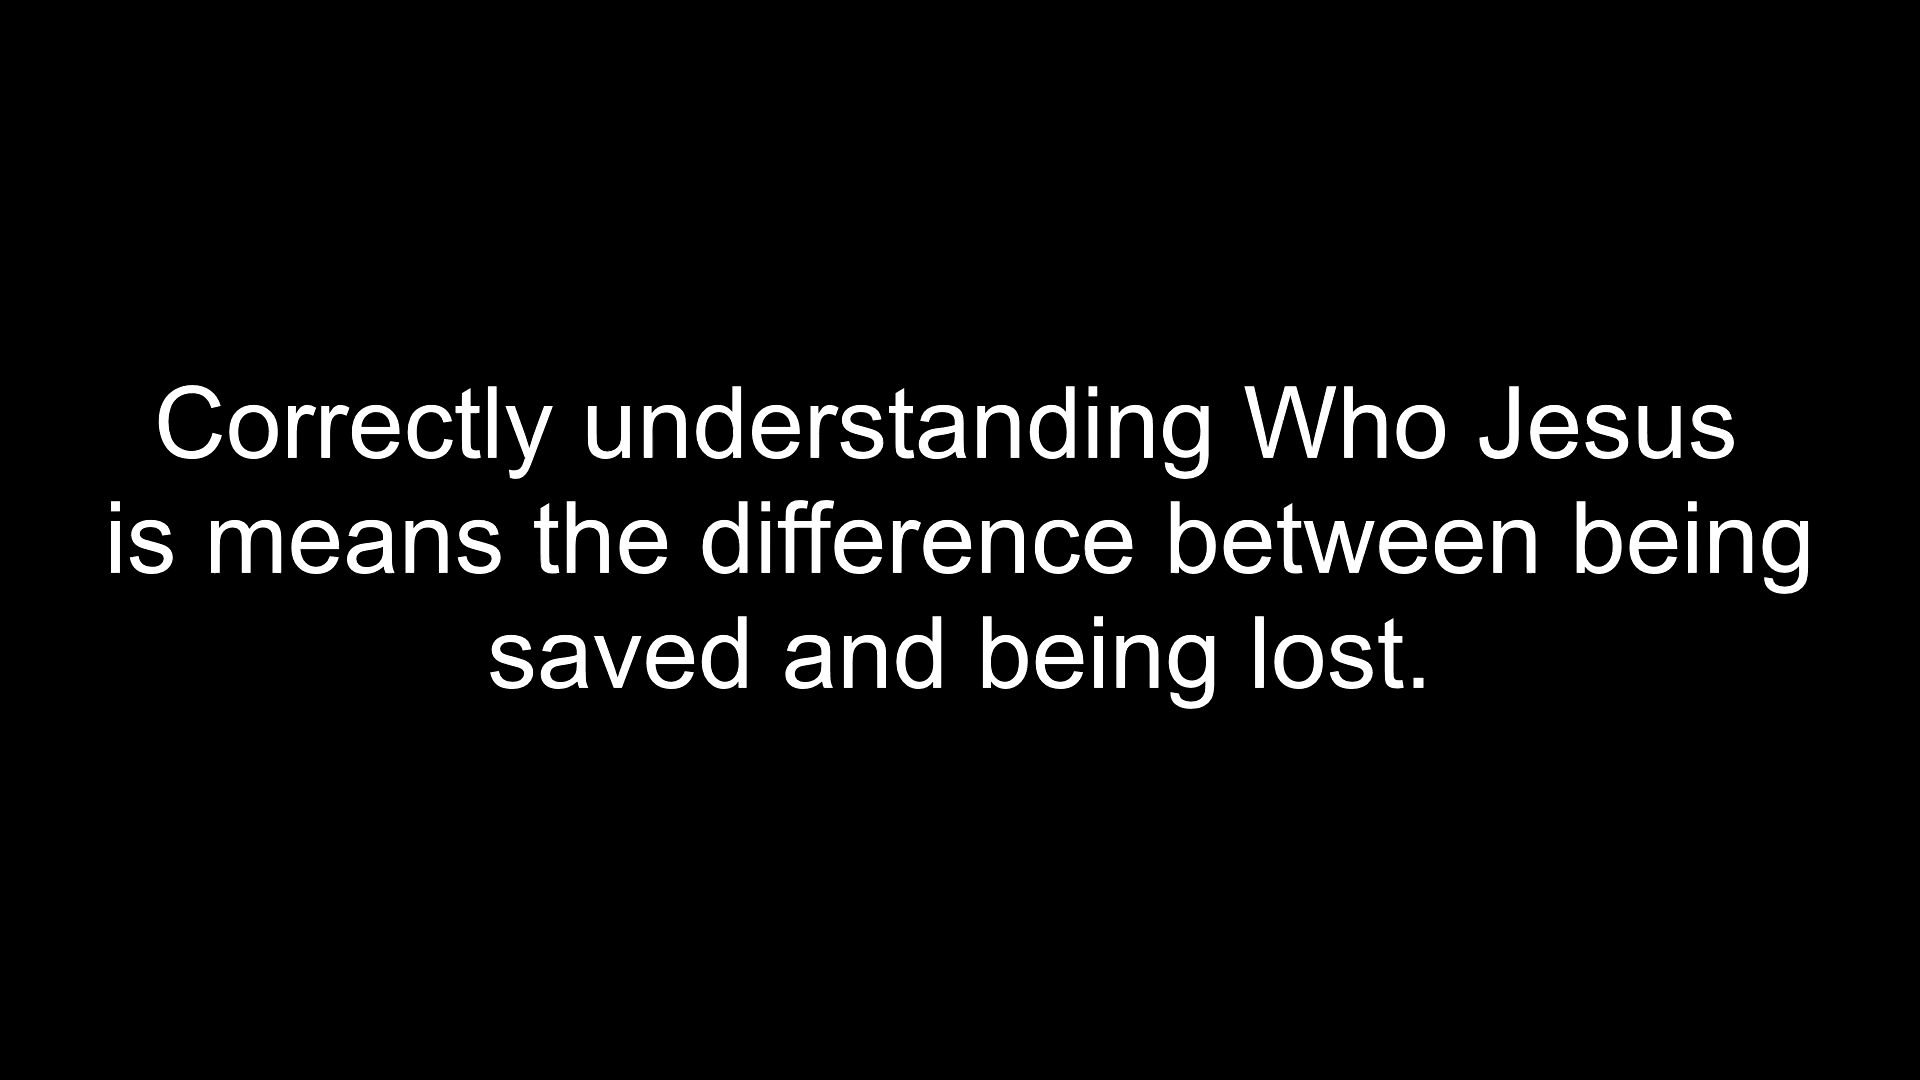 Correctly understanding Who Jesus
is means the difference between being
saved and being lost.